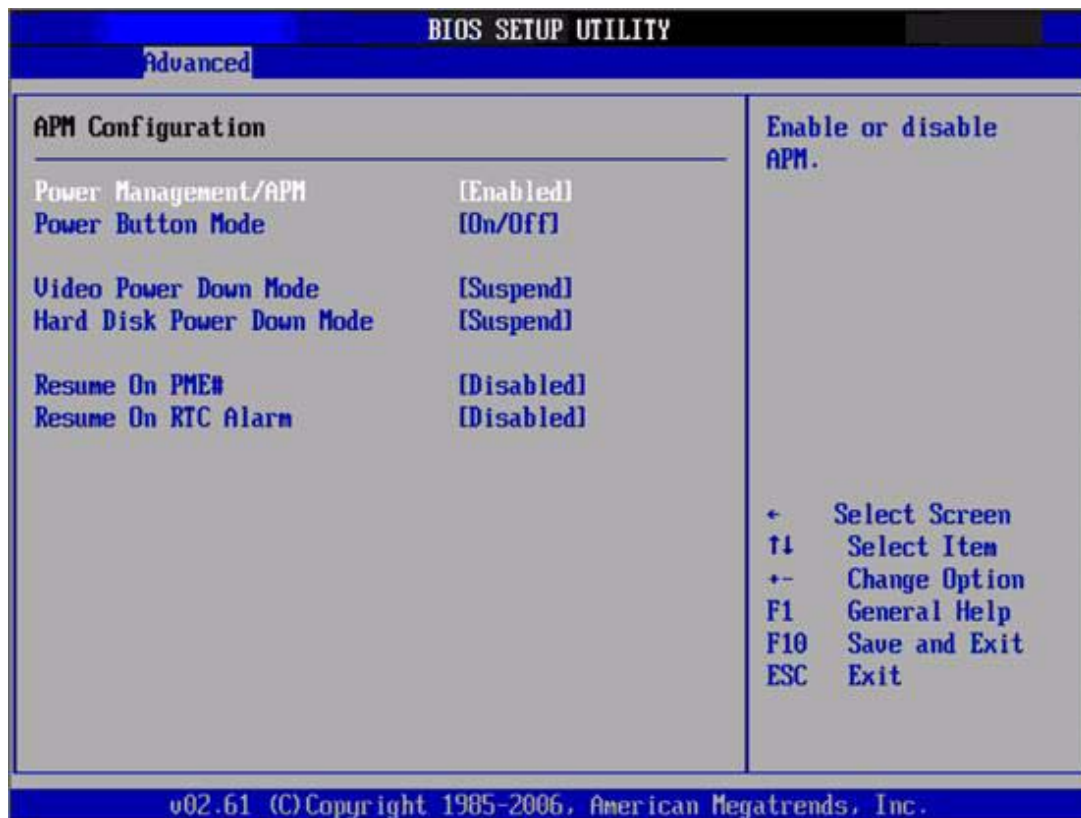 BIOS SETUP UTILITY
Advanced
APM Configuration
Power Management/APM [Enabled]
Power Button Mode [On/Off]
Video Power Down Mode [Suspend]
Hard Disk Power Down Mode [Suspend]
Resume On PME# [Disabled]
Resume On RTC Alarm [Disabled]
Enable or disable
APM.
← Select Screen
↑↓ Select Item
+- Change Option
F1 General Help
F10 Save and Exit
ESC Exit
v02.61 (C)Copyright 1985-2006, American Megatrends, Inc.